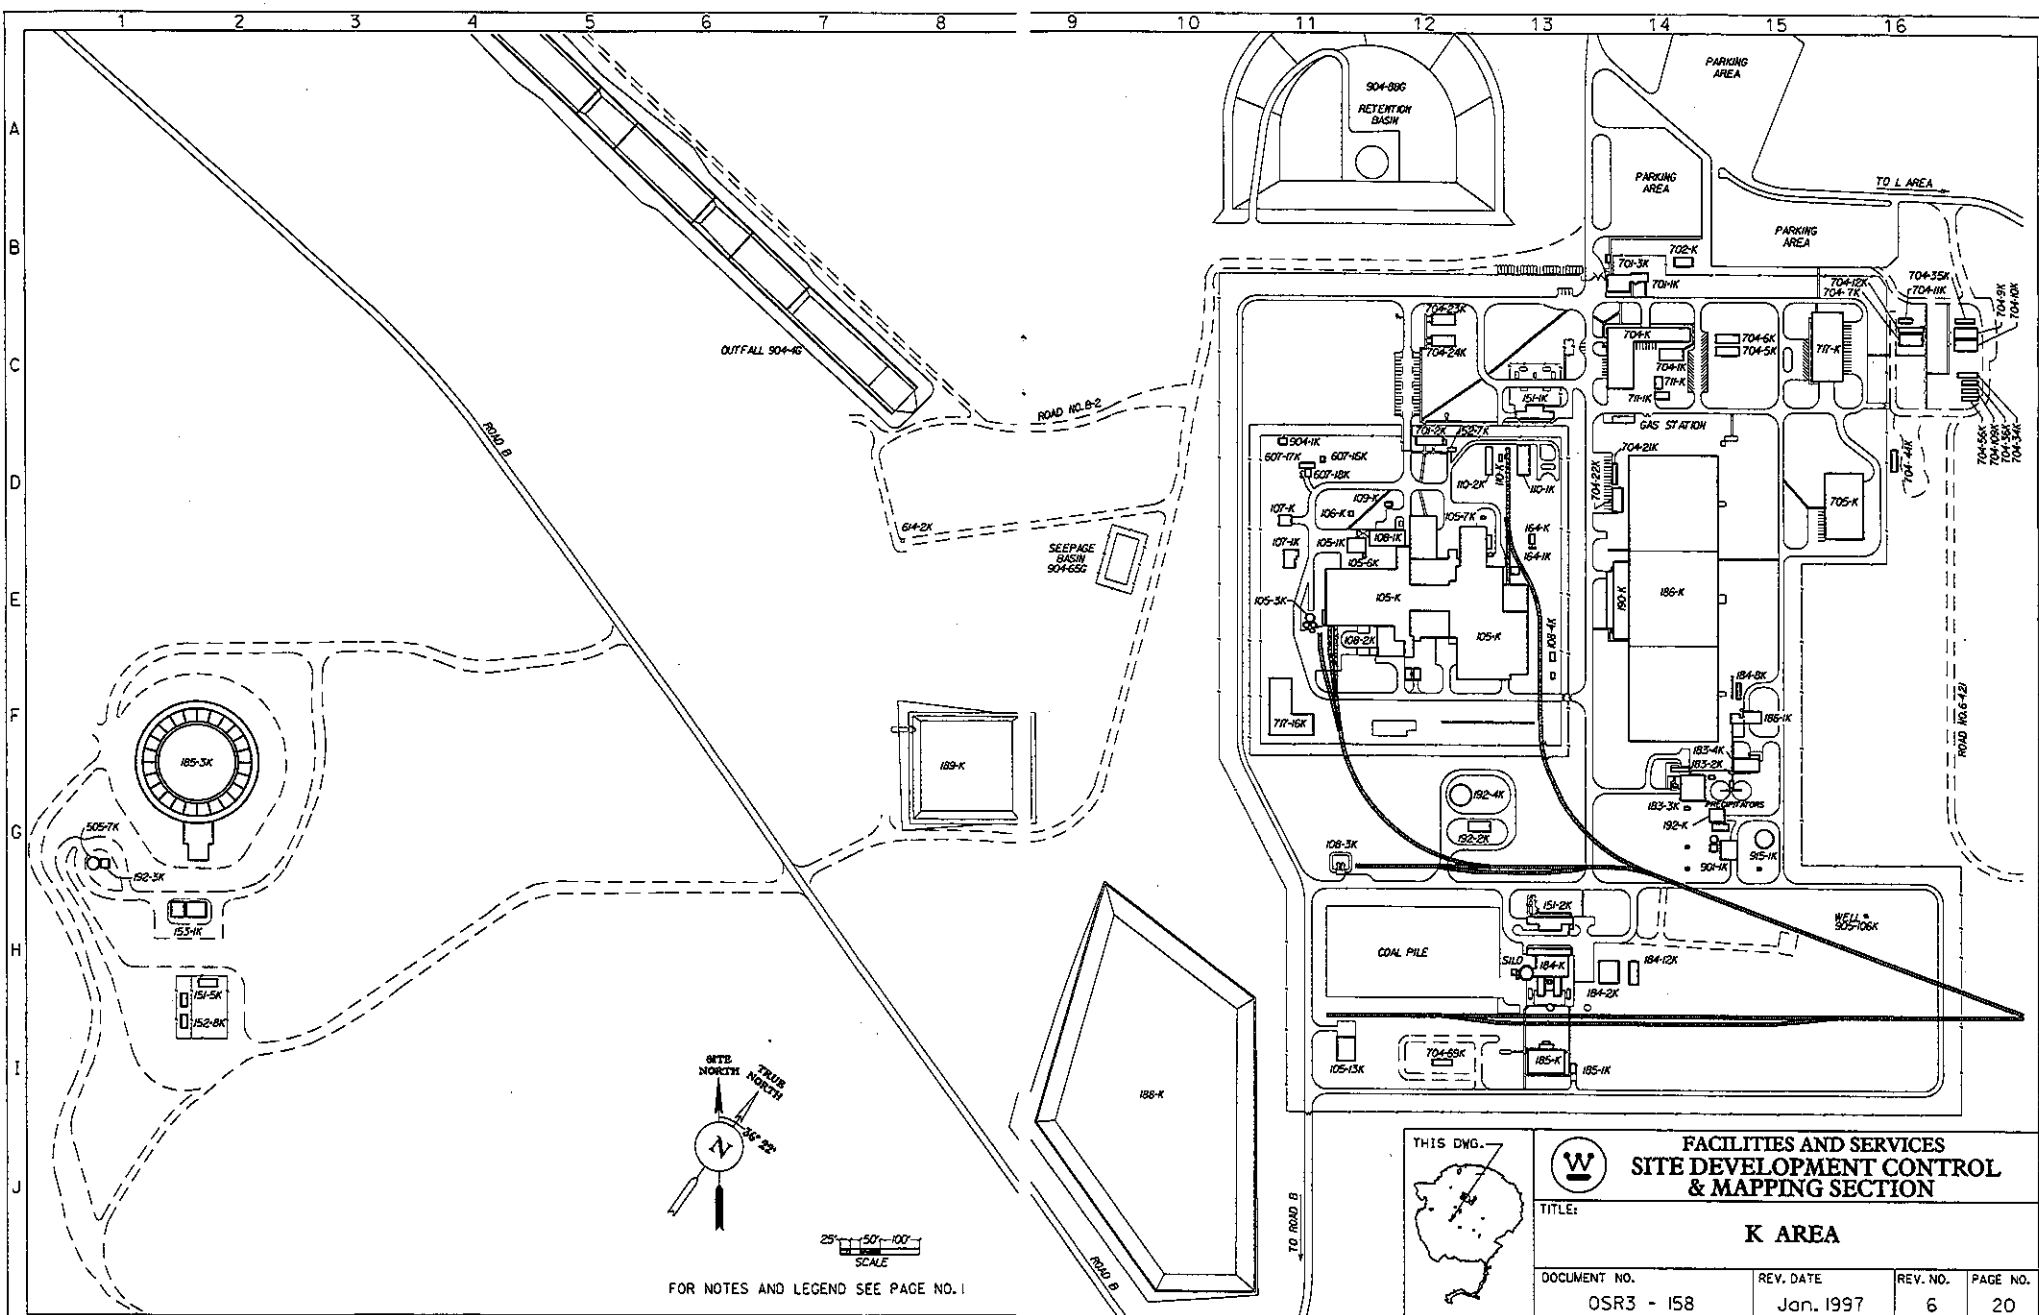 1 2 3 4 5 6 7 8 9 10 11 12 13 14 15 16
A
B
C
D
E
F
G
H
I
J
904-88G
RETENTION
BASIN
PARKING
AREA
PARKING
AREA
PARKING
AREA
TO L AREA
702-K
701-3K
701-1K
704-12K
704-7K
704-11K
704-35K
704-9K
704-10K
704-23K
704-24K
704-K
704-1K
704-6K
704-5K
711-K
711-1K
717-K
151-1K
GAS STATION
704-56K
704-109K
704-36K
704-34K
704-44K
OUTFALL 904-4G
ROAD NO.B-2
ROAD B
614-2K
SEEPAGE
BASIN
904-65G
904-1K
607-17K
607-16K
607-18K
701-2K
152-7K
110-2K
110-K
110-1K
704-21K
704-22K
705-K
109-K
106-K
107-K
107-1K
105-1K
108-1K
105-7K
105-6K
164-K
164-1K
105-3K
105-K
105-K
108-2K
108-4K
190-K
186-K
184-8K
186-1K
717-16K
ROAD NO.6-4.21
185-3K
189-K
183-4K
183-2K
183-3K
PRECIPITATORS
192-K
192-4K
192-2K
901-1K
915-1K
108-3K
505-7K
192-3K
153-1K
151-5K
152-8K
COAL PILE
151-2K
SILO
184-K
184-2K
184-12K
WELL
905-106K
105-13K
704-69K
185-K
185-1K
188-K
TO ROAD B
ROAD B
SITE
NORTH
TRUE
NORTH
36° 22'
N
25' 50' 100'
SCALE
FOR NOTES AND LEGEND SEE PAGE NO. 1
THIS DWG.
W
FACILITIES AND SERVICES
SITE DEVELOPMENT CONTROL
& MAPPING SECTION
TITLE:
K AREA
DOCUMENT NO.
OSR3 - 158
REV. DATE
Jan. 1997
REV. NO.
6
PAGE NO.
20